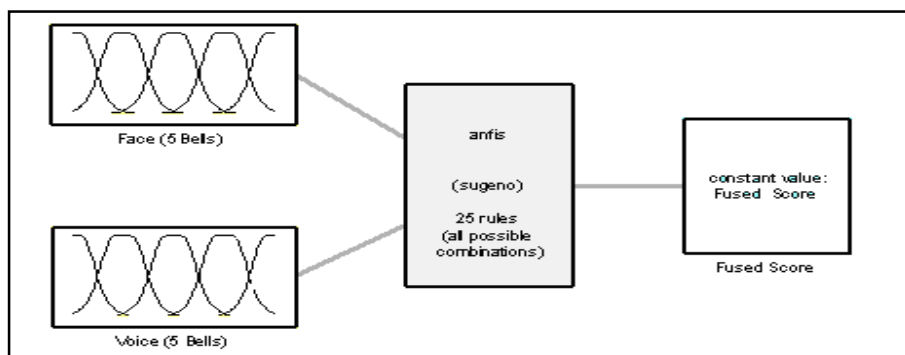 Face (5 Bells)
Voice (5 Bells)
anfis
(sugeno)
25 rules
(all possible
combinations)
constant value:
Fused Score
Fused Score